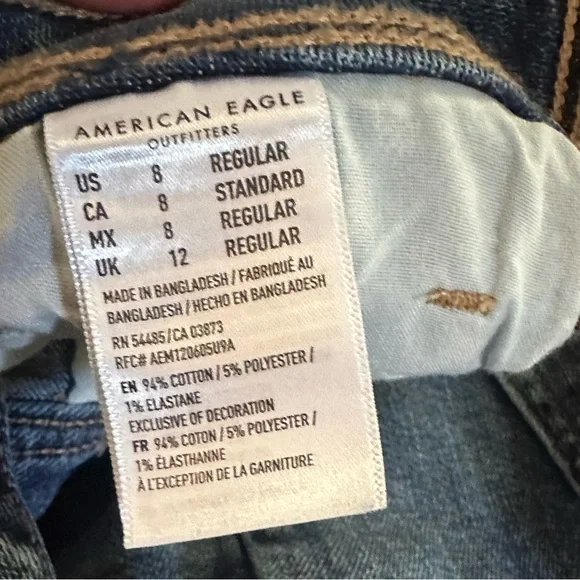 AMERICAN EAGLE
OUTFITTERS
US 8 REGULAR
CA 8 STANDARD
MX 8 REGULAR
UK 12 REGULAR
MADE IN BANGLADESH / FABRIQUÉ AU
BANGLADESH / HECHO EN BANGLADESH
RN 54485/CA 03873
RFC# AEM120605U9A
EN 94% COTTON / 5% POLYESTER /
1% ELASTANE
EXCLUSIVE OF DECORATION
FR 94% COTON / 5% POLYESTER /
1% ÉLASTHANNE
À L'EXCEPTION DE LA GARNITURE